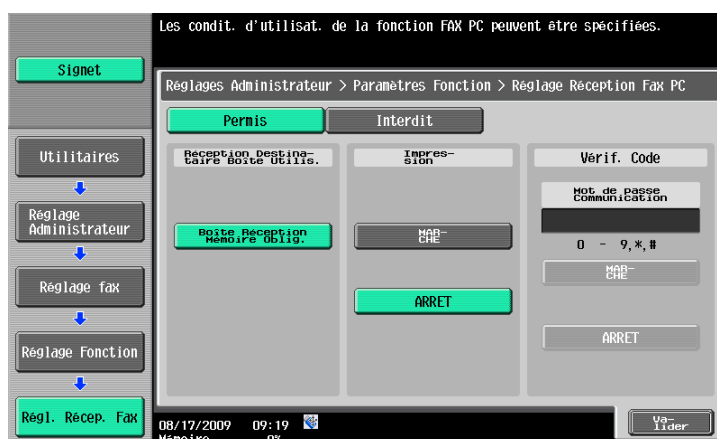 Les condit. d'utilisat. de la fonction FAX PC peuvent être spécifiées.
Signet
Réglages Administrateur > Paramètres Fonction > Réglage Réception Fax PC
Permis
Interdit
Utilitaires
Réglage
Administrateur
Réglage fax
Réglage Fonction
Régl. Récep. Fax
Réception Destina-
taire Boîte Utilis.
Boîte Réception
Mémoire Oblig.
Impres-
sion
MAR-
CHE
ARRET
Vérif. Code
Mot de passe
Communication
0 - 9,*,#
MAR-
CHE
ARRET
08/17/2009 09:19
Mémoire 0%
Va-
lider